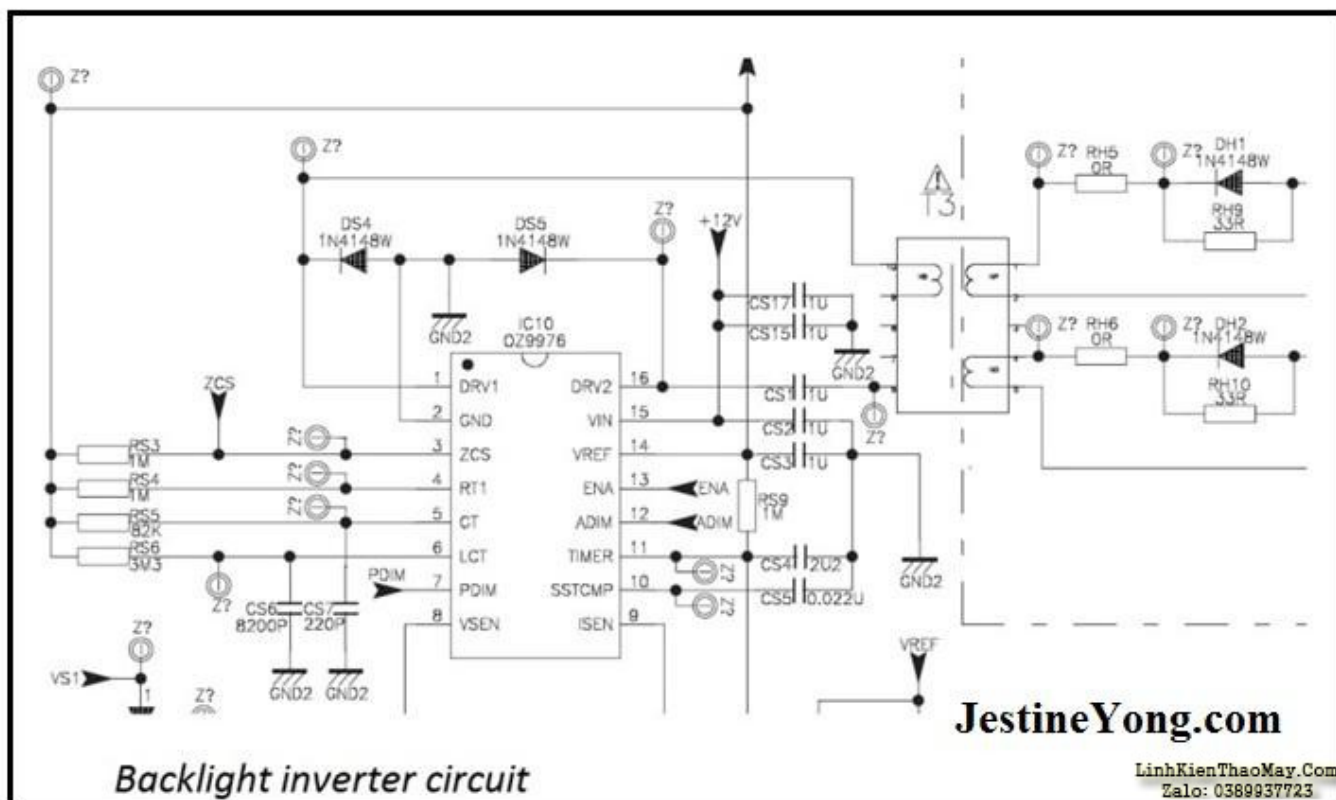 Z?
Z?
Z?
DS4
1N4148W
DS5
1N4148W
+12V
T3
Z?
RH5
0R
Z?
DH1
1N4148W
RH9
33R
CS17
1U
CS15
1U
GND2
GND2
IC10
OZ9976
Z?
RH6
0R
Z?
DH2
1N4148W
RH10
33R
ZCS
1
DRV1
DRV2
16
CS1
1U
2
GND
VIN
15
CS2
1U
Z?
RS3
1M
Z?
3
ZCS
VREF
14
CS3
1U
RS4
1M
Z?
4
RT1
ENA
13
ENA
RS9
1M
RS5
82K
Z?
5
CT
ADIM
12
ADIM
RS6
3M3
6
LCT
TIMER
11
CS4
2U2
Z?
GND2
Z?
PDIM
7
PDIM
SSTCMP
10
CS5
0.022U
Z?
CS6
8200P
CS7
220P
8
VSEN
ISEN
9
Z?
VREF
VS1
1
Z?
GND2
GND2
JestineYong.com
Backlight inverter circuit
LinhKienThaoMay.Com
Zalo: 0389937723